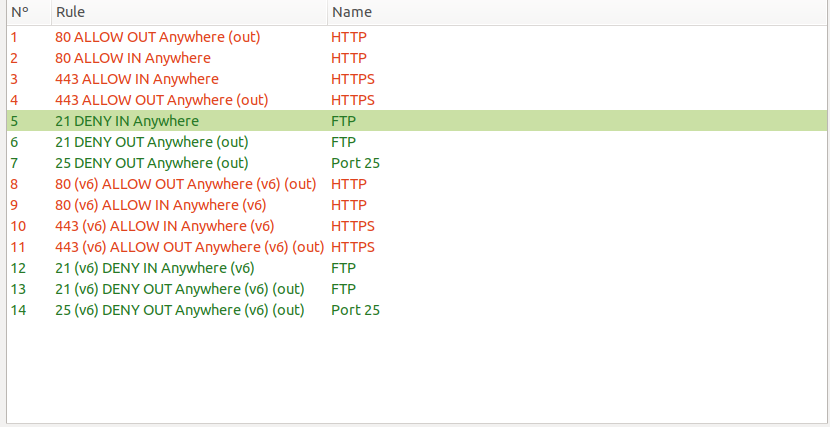 Nº Rule Name
1 80 ALLOW OUT Anywhere (out) HTTP
2 80 ALLOW IN Anywhere HTTP
3 443 ALLOW IN Anywhere HTTPS
4 443 ALLOW OUT Anywhere (out) HTTPS
5 21 DENY IN Anywhere FTP
6 21 DENY OUT Anywhere (out) FTP
7 25 DENY OUT Anywhere (out) Port 25
8 80 (v6) ALLOW OUT Anywhere (v6) (out) HTTP
9 80 (v6) ALLOW IN Anywhere (v6) HTTP
10 443 (v6) ALLOW IN Anywhere (v6) HTTPS
11 443 (v6) ALLOW OUT Anywhere (v6) (out) HTTPS
12 21 (v6) DENY IN Anywhere (v6) FTP
13 21 (v6) DENY OUT Anywhere (v6) (out) FTP
14 25 (v6) DENY OUT Anywhere (v6) (out) Port 25